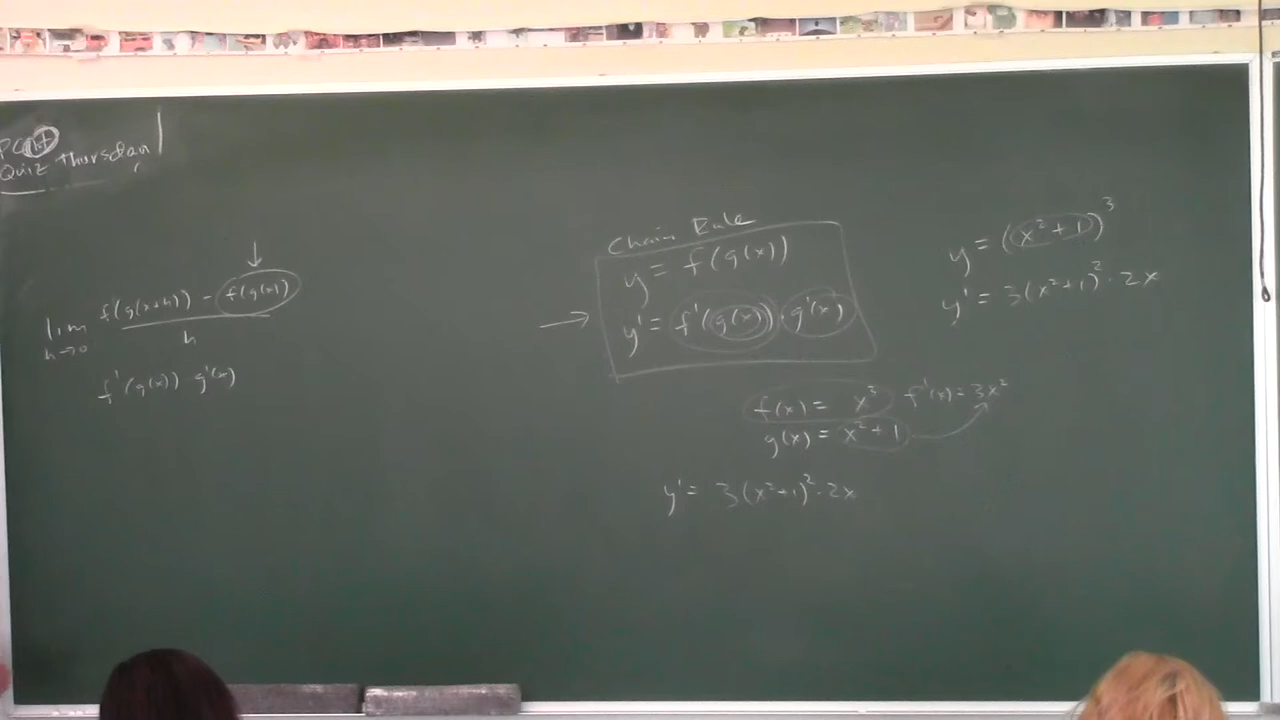 Quiz Thursday
lim h→0 f(g(x+h)) - f(g(x)) / h
f'(g(x)) g'(x)
Chain Rule
y = f(g(x))
y' = f'(g(x)) · g'(x)
f(x) = x³ f'(x) = 3x²
g(x) = x² + 1
y' = 3(x²+1)² · 2x
y = (x² + 1)³
y' = 3(x²+1)² · 2x